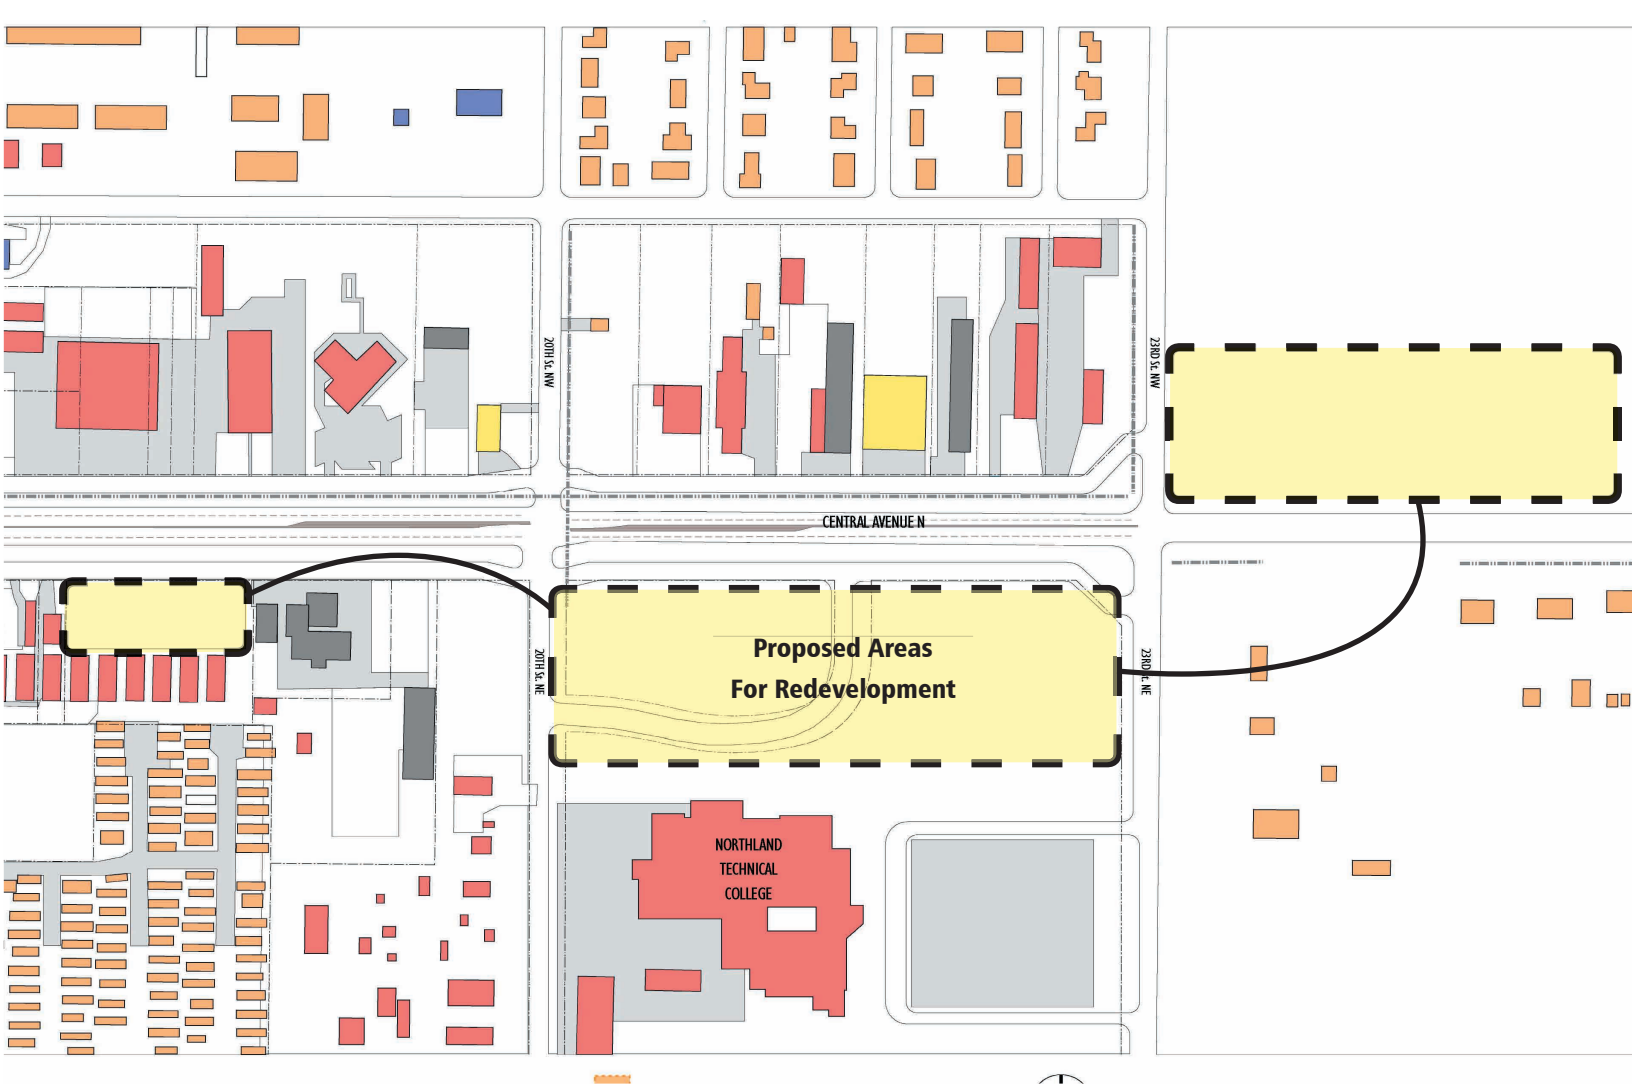 20TH St. NW
23RD St. NW
CENTRAL AVENUE N
20TH St. NE
Proposed Areas
For Redevelopment
23RD St. NE
NORTHLAND
TECHNICAL
COLLEGE